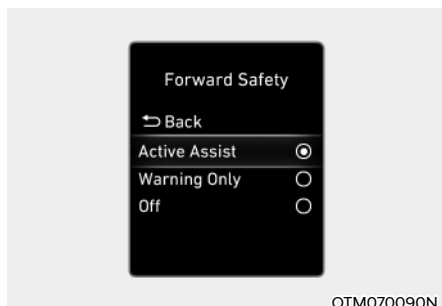 Forward Safety
Back
Active Assist
Warning Only
Off
OTM070090N